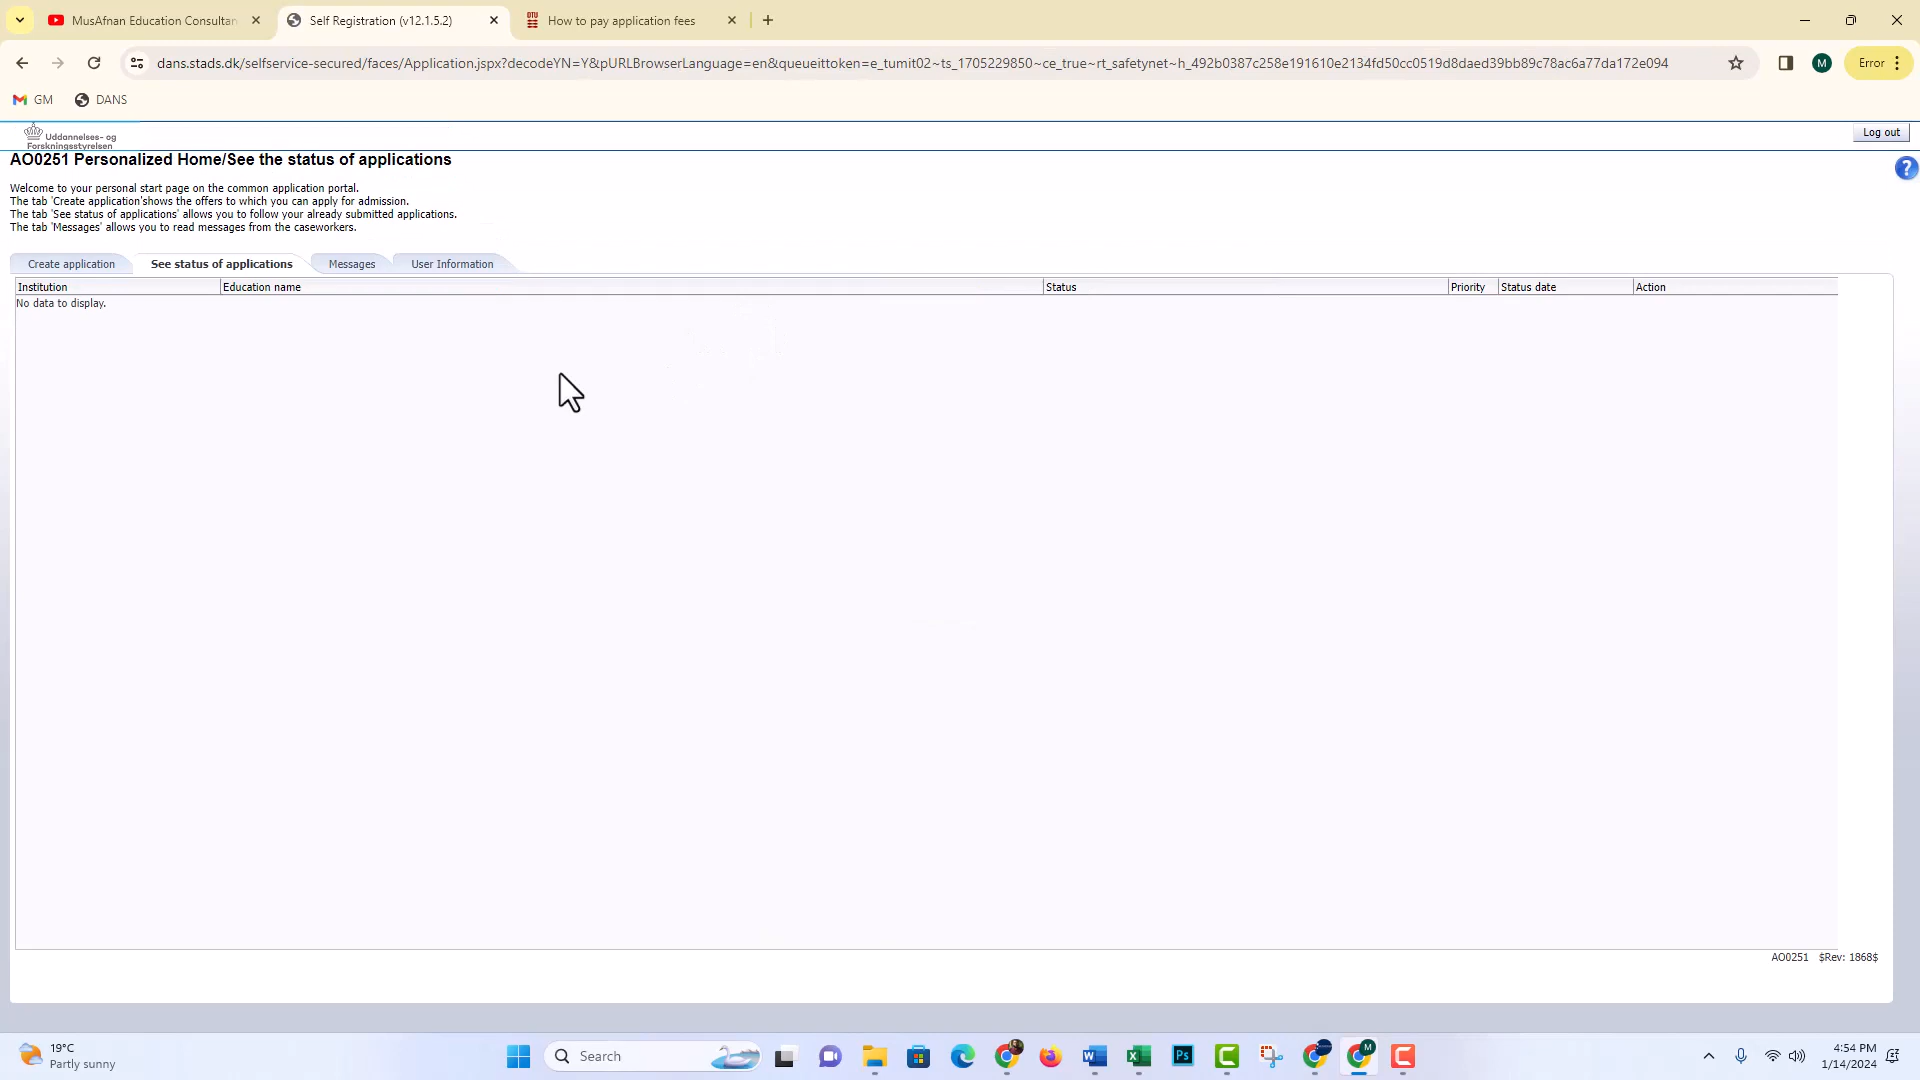 MusAfnan Education Consultan
Self Registration (v12.1.5.2)
How to pay application fees
dans.stads.dk/selfservice-secured/faces/Application.jspx?decodeYN=Y&pURLBrowserLanguage=en&queueittoken=e_tumit02~ts_1705229850~ce_true~rt_safetynet~h_492b0387c258e191610e2134fd50cc0519d8daed39bb89c78ac6a77da172e094
M
Error
GM
DANS
Uddannelses- og
Forskningsstyrelsen
Log out
AO0251 Personalized Home/See the status of applications
Welcome to your personal start page on the common application portal.
The tab 'Create application'shows the offers to which you can apply for admission.
The tab 'See status of applications' allows you to follow your already submitted applications.
The tab 'Messages' allows you to read messages from the caseworkers.
Create application
See status of applications
Messages
User Information
Institution
Education name
Status
Priority
Status date
Action
No data to display.
AO0251 $Rev: 1868$
19°C
Partly sunny
Search
4:54 PM
1/14/2024